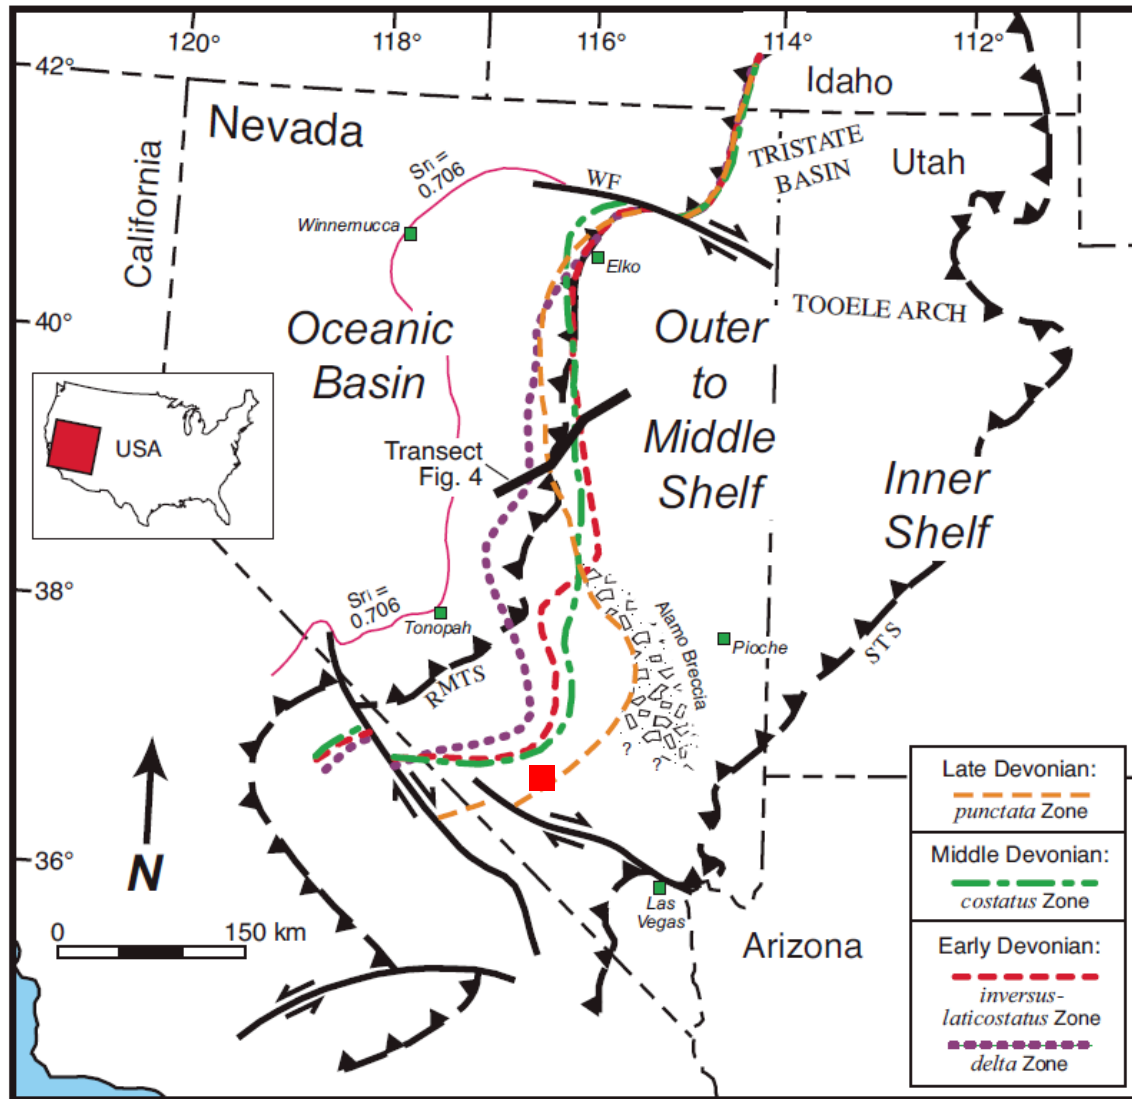 120°
118°
116°
114°
112°
42°
Idaho
Nevada
California
Sri =
0.706
WF
TRISTATE
BASIN
Utah
Winnemucca
Elko
TOOELE ARCH
40°
Oceanic
Basin
Outer
to
Middle
Shelf
USA
Transect
Fig. 4
Inner
Shelf
38°
Sri =
0.706
Tonopah
RMTS
Alamo Breccia
Pioche
STS
?
?
N
36°
0
150 km
Las
Vegas
Arizona
Late Devonian:
punctata Zone
Middle Devonian:
costatus Zone
Early Devonian:
inversus-
laticostatus Zone
delta Zone